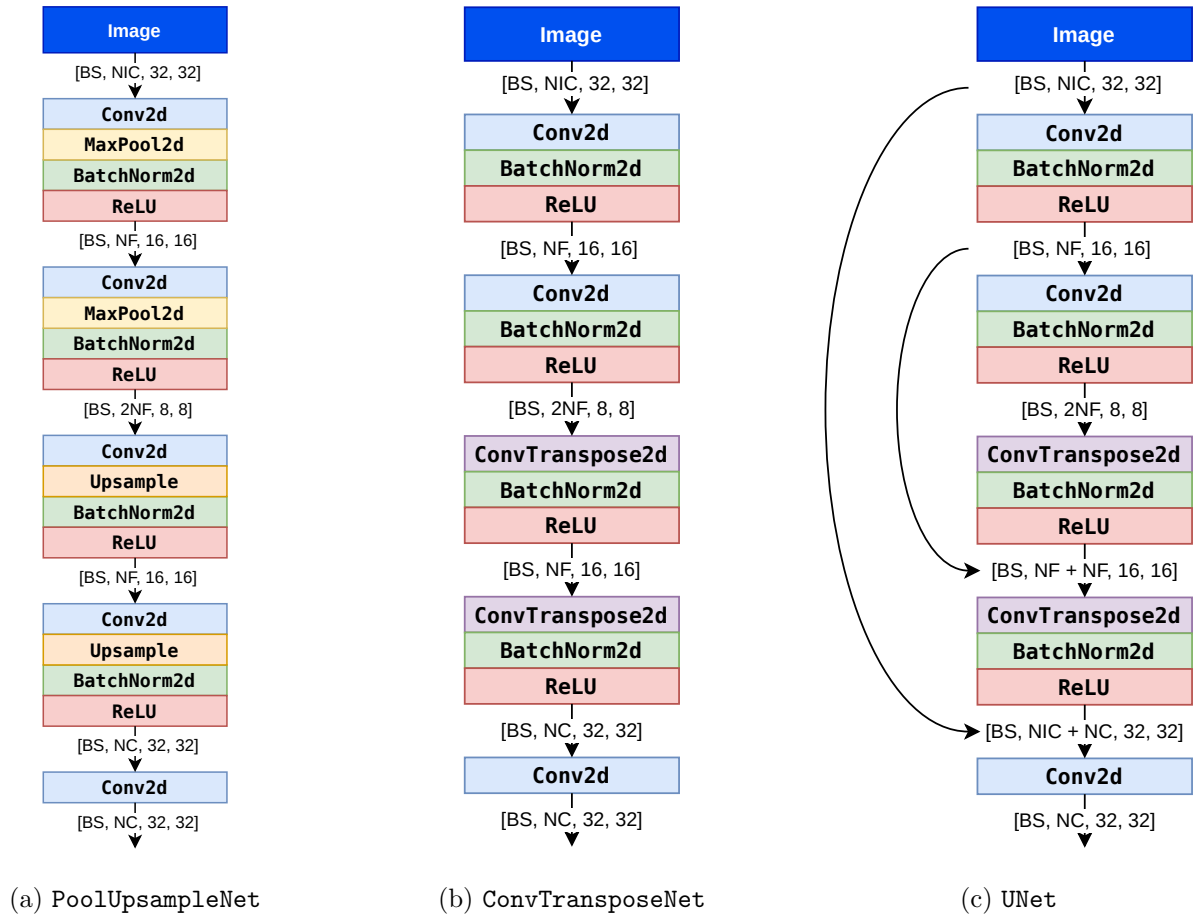 Image
[BS, NIC, 32, 32]
Conv2d
MaxPool2d
BatchNorm2d
ReLU
[BS, NF, 16, 16]
Conv2d
MaxPool2d
BatchNorm2d
ReLU
[BS, 2NF, 8, 8]
Conv2d
Upsample
BatchNorm2d
ReLU
[BS, NF, 16, 16]
Conv2d
Upsample
BatchNorm2d
ReLU
[BS, NC, 32, 32]
Conv2d
[BS, NC, 32, 32]
(a) PoolUpsampleNet
Image
[BS, NIC, 32, 32]
Conv2d
BatchNorm2d
ReLU
[BS, NF, 16, 16]
Conv2d
BatchNorm2d
ReLU
[BS, 2NF, 8, 8]
ConvTranspose2d
BatchNorm2d
ReLU
[BS, NF, 16, 16]
ConvTranspose2d
BatchNorm2d
ReLU
[BS, NC, 32, 32]
Conv2d
[BS, NC, 32, 32]
(b) ConvTransposeNet
Image
[BS, NIC, 32, 32]
Conv2d
BatchNorm2d
ReLU
[BS, NF, 16, 16]
Conv2d
BatchNorm2d
ReLU
[BS, 2NF, 8, 8]
ConvTranspose2d
BatchNorm2d
ReLU
[BS, NF + NF, 16, 16]
ConvTranspose2d
BatchNorm2d
ReLU
[BS, NIC + NC, 32, 32]
Conv2d
[BS, NC, 32, 32]
(c) UNet